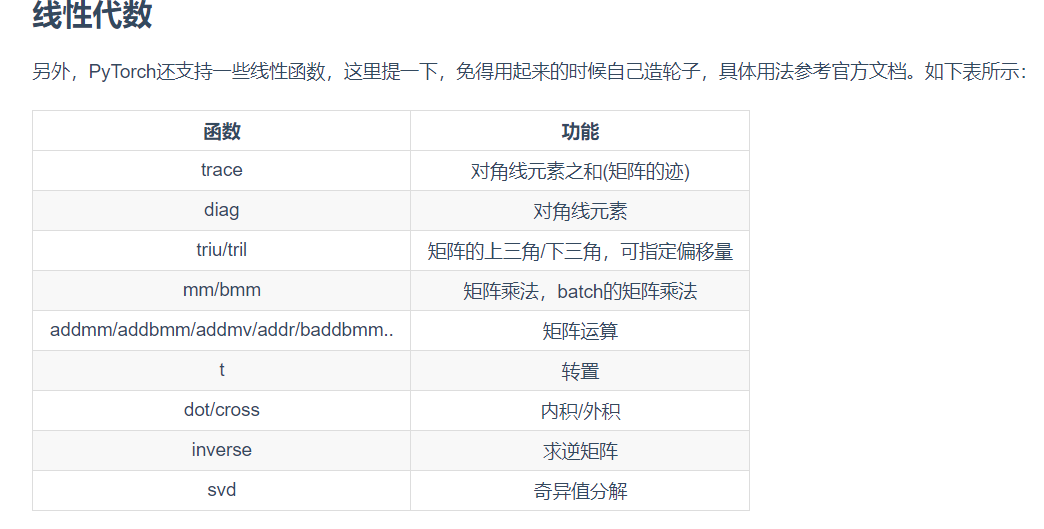 线性代数
另外，PyTorch还支持一些线性函数，这里提一下，免得用起来的时候自己造轮子，具体用法参考官方文档。如下表所示：
函数 功能
trace 对角线元素之和(矩阵的迹)
diag 对角线元素
triu/tril 矩阵的上三角/下三角，可指定偏移量
mm/bmm 矩阵乘法，batch的矩阵乘法
addmm/addbmm/addmv/addr/baddbmm.. 矩阵运算
t 转置
dot/cross 内积/外积
inverse 求逆矩阵
svd 奇异值分解